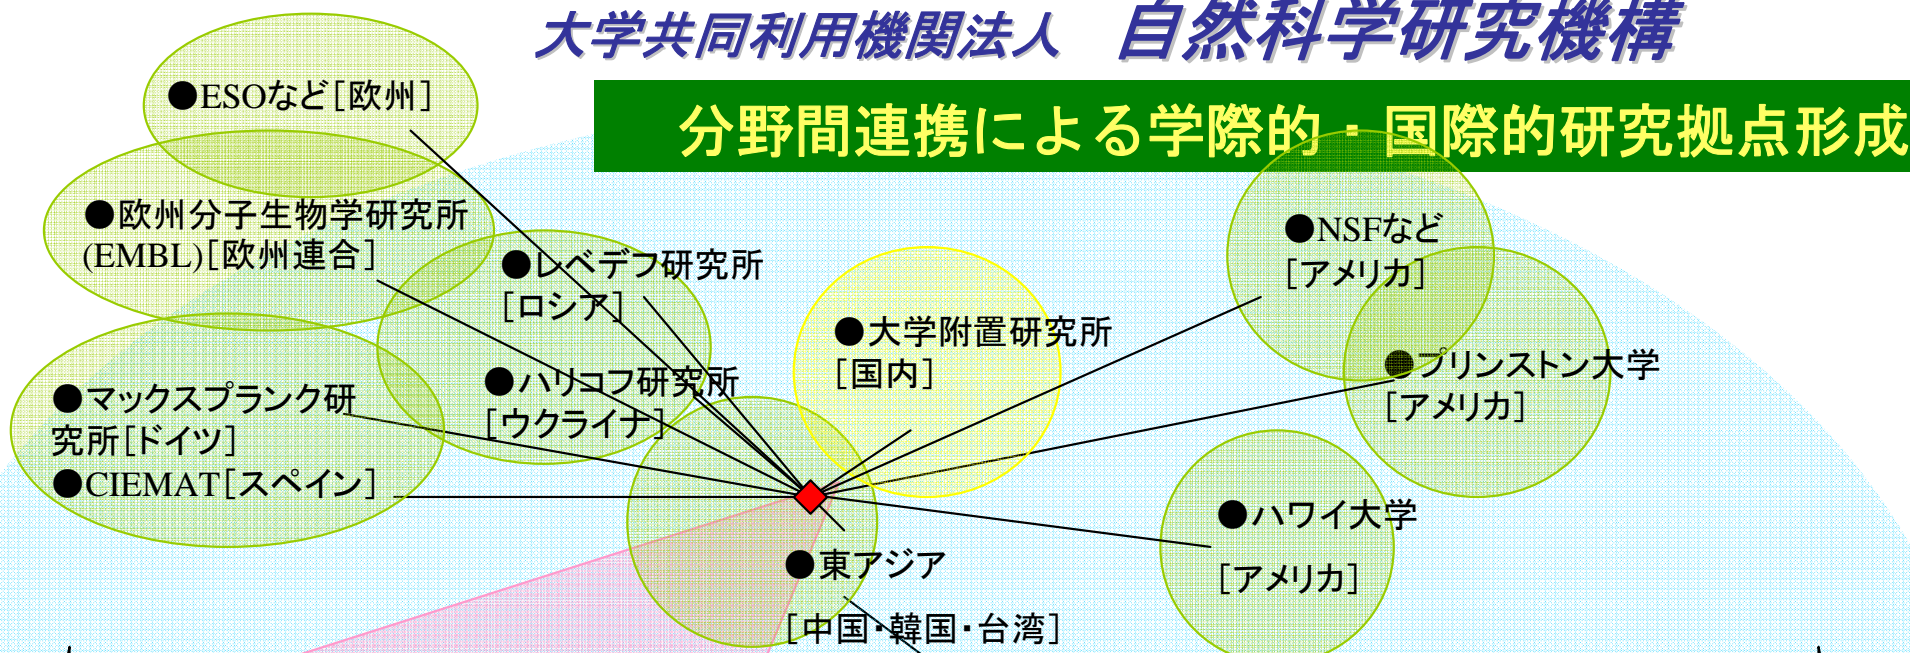 大学共同利用機関法人 自然科学研究機構
分野間連携による学際的・国際的研究拠点形成
●ESOなど[欧州]
●欧州分子生物学研究所
(EMBL)[欧州連合]
●レベデフ研究所
[ロシア]
●ハリコフ研究所
[ウクライナ]
●マックスプランク研
究所[ドイツ]
●CIEMAT[スペイン]
●大学附置研究所
[国内]
●NSFなど
[アメリカ]
●プリンストン大学
[アメリカ]
●ハワイ大学
[アメリカ]
●東アジア
[中国・韓国・台湾]